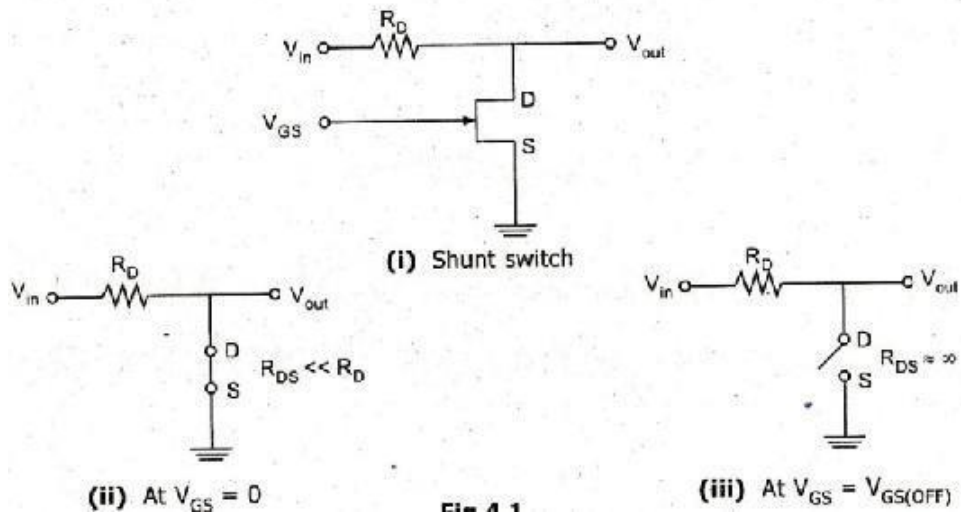 R_D
V_in
V_out
D
V_GS
S
(i) Shunt switch
R_D
V_in
V_out
D
R_DS << R_D
S
(ii) At V_GS = 0
R_D
V_in
V_out
D
R_DS ≈ ∞
S
(iii) At V_GS = V_GS(OFF)
Fig 4.1